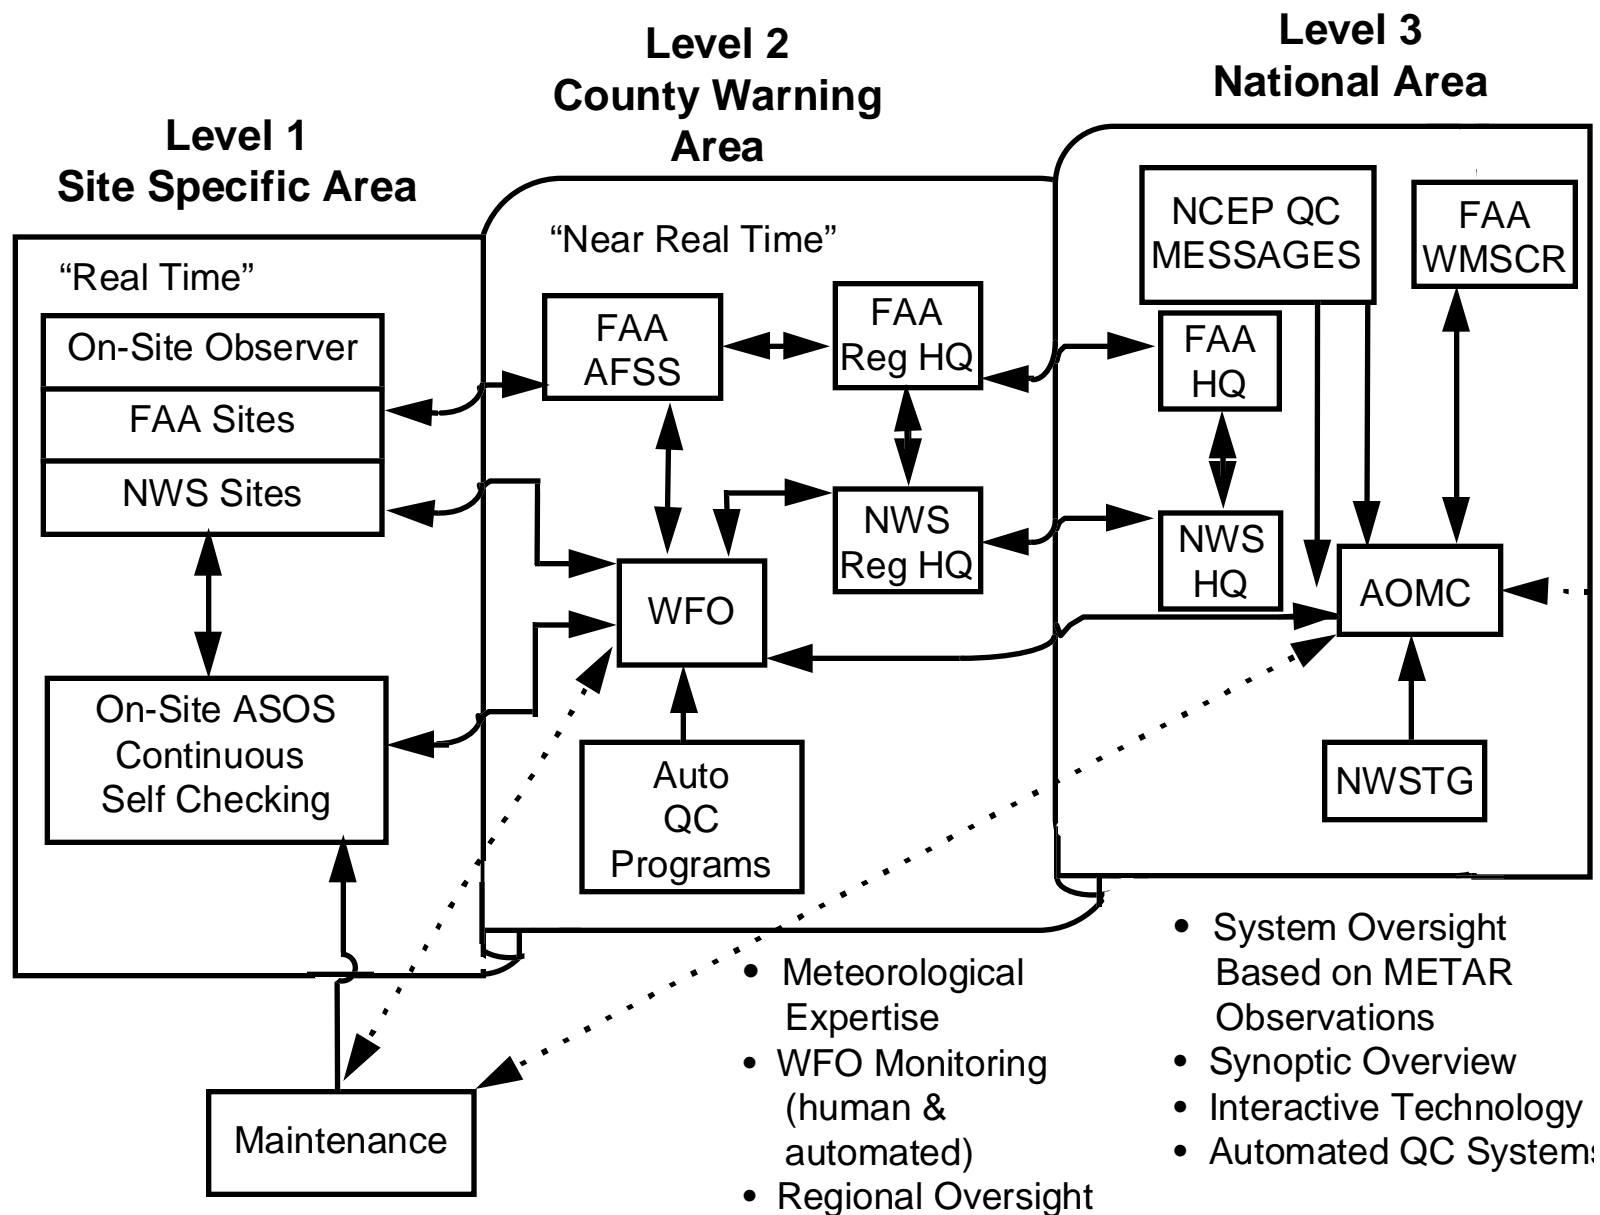 Level 1
Site Specific Area
Level 2
County Warning
Area
Level 3
National Area
“Real Time”
On-Site Observer
FAA Sites
NWS Sites
On-Site ASOS
Continuous
Self Checking
Maintenance
“Near Real Time”
FAA
AFSS
FAA
Reg HQ
NWS
Reg HQ
WFO
Auto
QC
Programs
NCEP QC
MESSAGES
FAA
WMSCR
FAA
HQ
NWS
HQ
AOMC
NWSTG
• Meteorological
Expertise
• WFO Monitoring
(human &
automated)
• Regional Oversight
• System Oversight
Based on METAR
Observations
• Synoptic Overview
• Interactive Technology
• Automated QC Systems